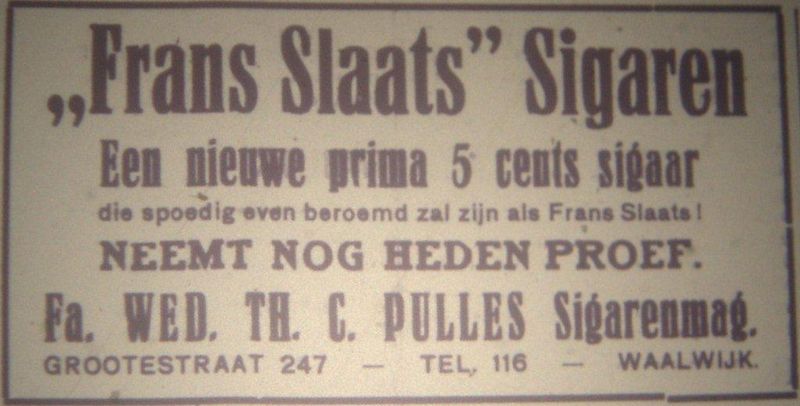 „Frans Slaats” Sigaren
Een nieuwe prima 5 cents sigaar
die spoedig even beroemd zal zijn als Frans Slaats!
NEEMT NOG HEDEN PROEF.
Fa. WED. TH. C. PULLES Sigarenmag.
GROOTESTRAAT 247 — TEL. 116 — WAALWIJK.